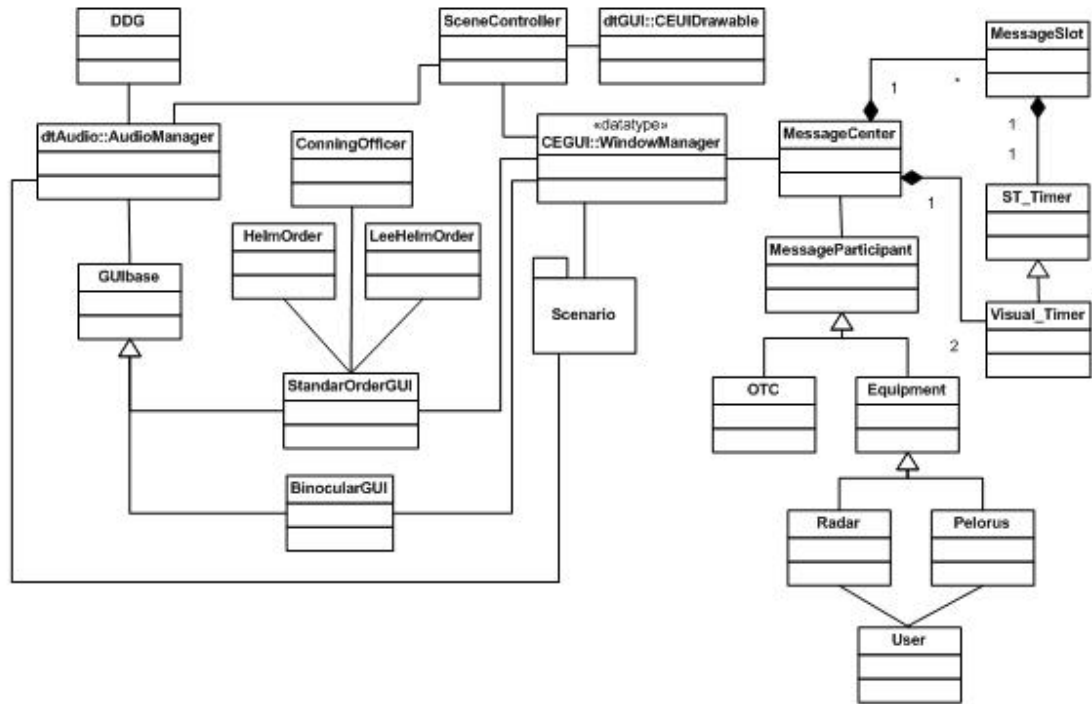 DDG
SceneController
dtGUI::CEUIDrawable
MessageSlot
1
*
dtAudio::AudioManager
ConningOfficer
«datatype»
CEGUI::WindowManager
MessageCenter
1
1
1
ST_Timer
HelmOrder
LeeHelmOrder
MessageParticipant
GUIbase
Scenario
Visual_Timer
2
StandarOrderGUI
OTC
Equipment
BinocularGUI
Radar
Pelorus
User